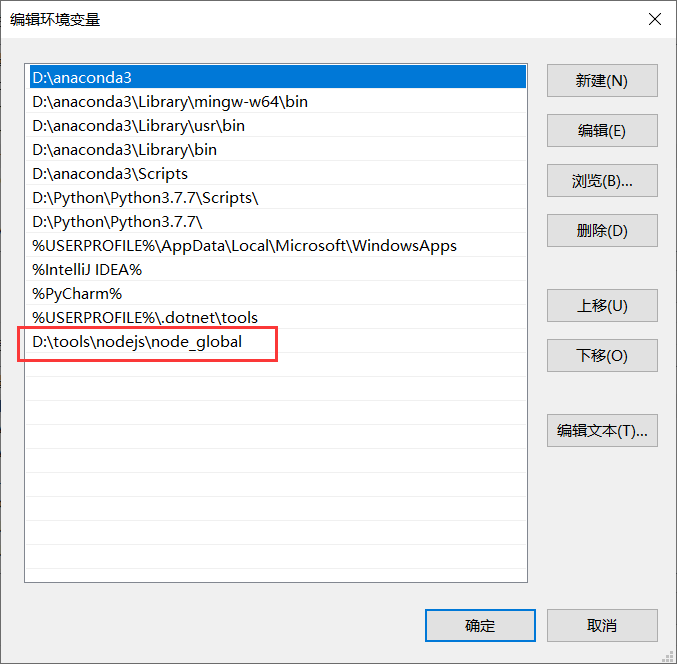 编辑环境变量
D:\anaconda3
D:\anaconda3\Library\mingw-w64\bin
D:\anaconda3\Library\usr\bin
D:\anaconda3\Library\bin
D:\anaconda3\Scripts
D:\Python\Python3.7.7\Scripts\
D:\Python\Python3.7.7\
%USERPROFILE%\AppData\Local\Microsoft\WindowsApps
%IntelliJ IDEA%
%PyCharm%
%USERPROFILE%\.dotnet\tools
D:\tools\nodejs\node_global
新建(N)
编辑(E)
浏览(B)...
删除(D)
上移(U)
下移(O)
编辑文本(T)...
确定
取消